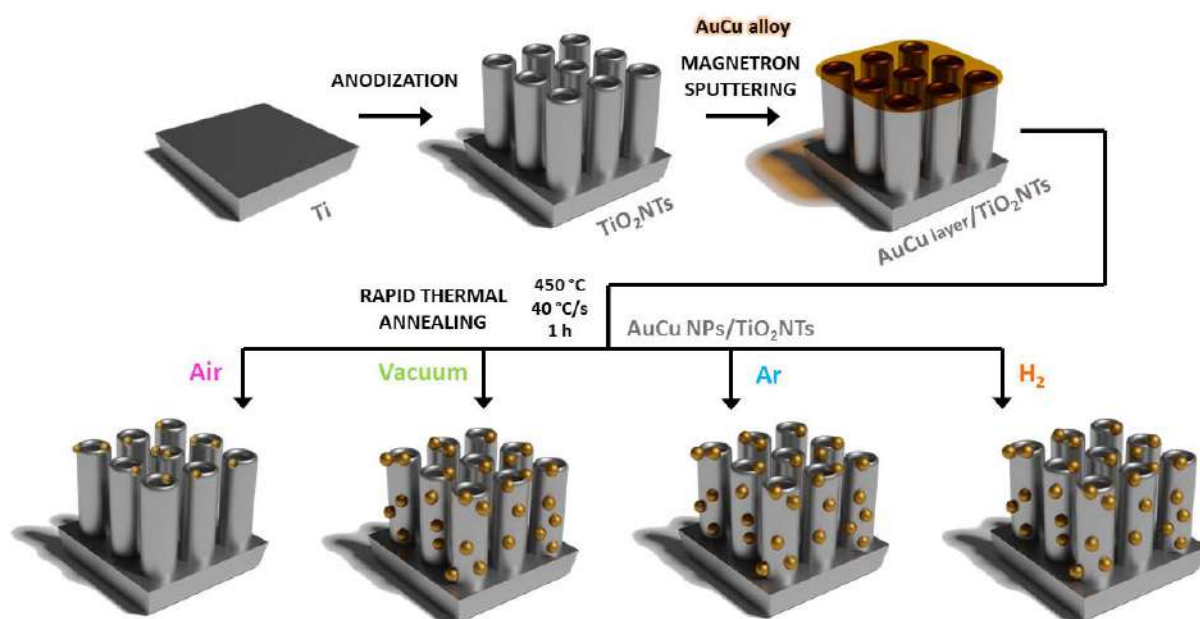 AuCu alloy
ANODIZATION
MAGNETRON
SPUTTERING
Ti
TiO₂NTs
AuCu layer/TiO₂NTs
RAPID THERMAL
ANNEALING
450 °C
40 °C/s
1 h
AuCu NPs/TiO₂NTs
Air
Vacuum
Ar
H₂